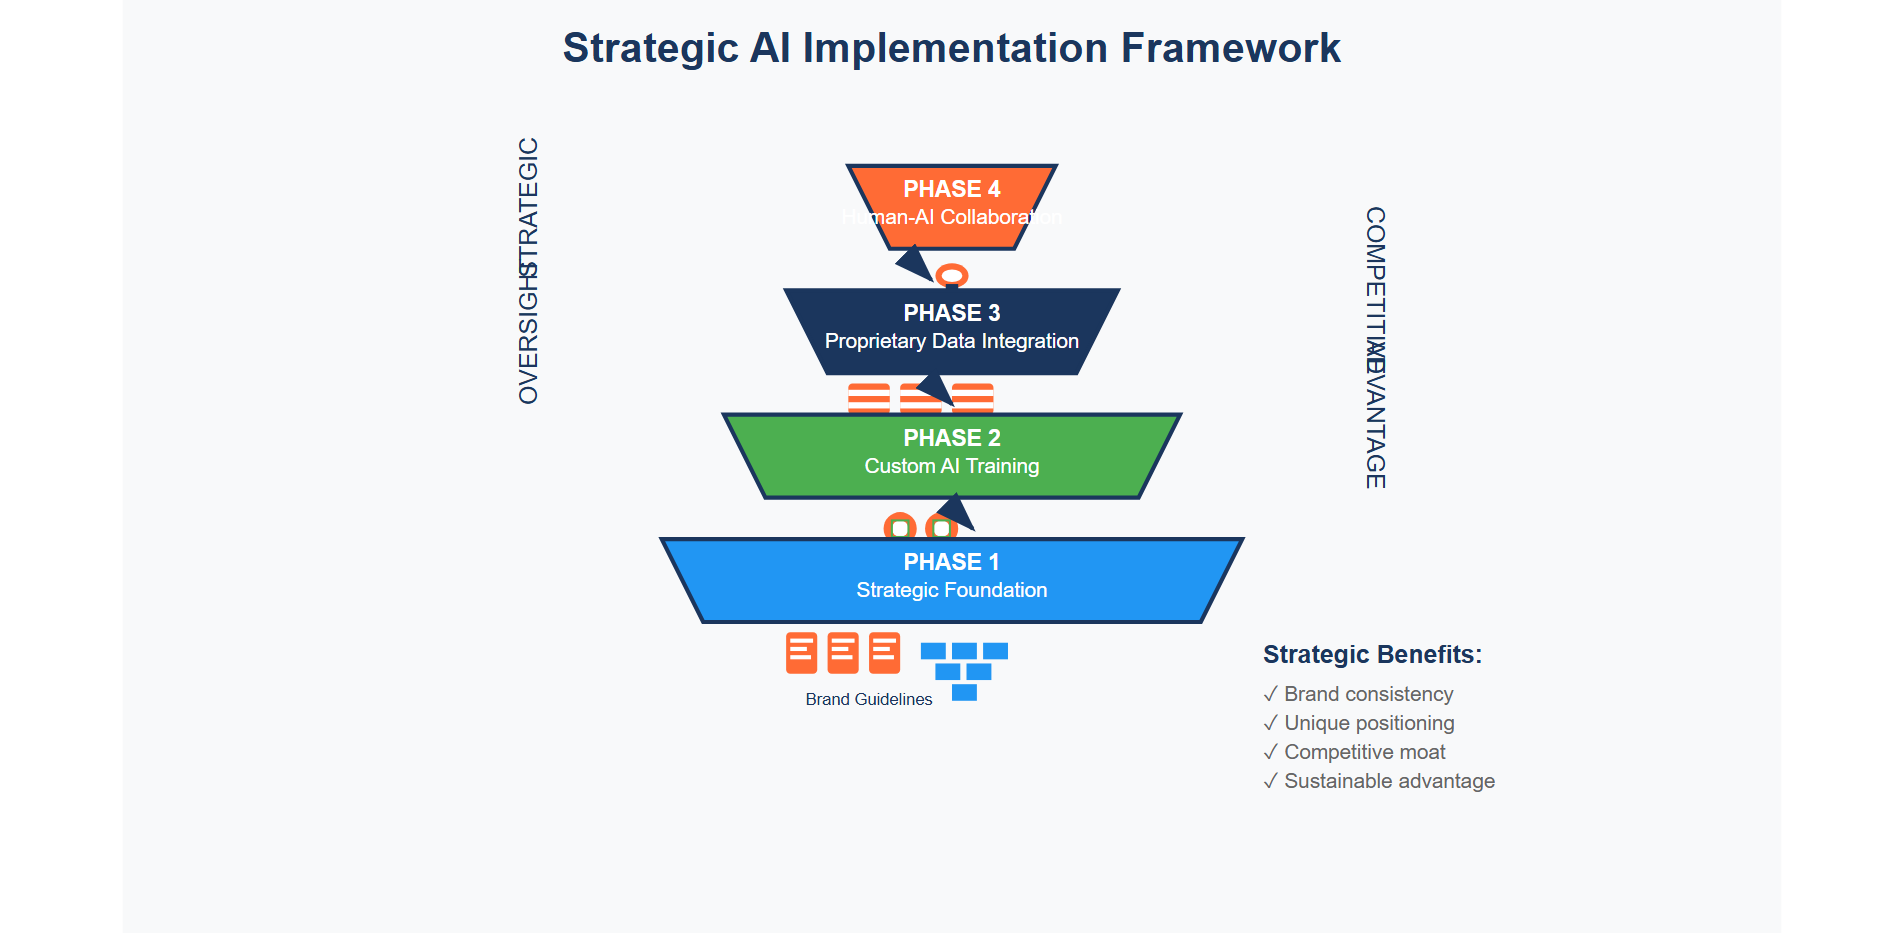 Strategic AI Implementation Framework
STRATEGIC
OVERSIGHT
COMPETITIVE
ADVANTAGE
PHASE 4
Human-AI Collaboration
PHASE 3
Proprietary Data Integration
PHASE 2
Custom AI Training
PHASE 1
Strategic Foundation
Brand Guidelines
Strategic Benefits:
✓ Brand consistency
✓ Unique positioning
✓ Competitive moat
✓ Sustainable advantage